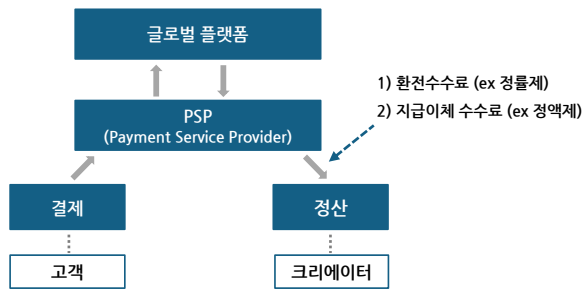 글로벌 플랫폼
1) 환전수수료 (ex 정률제)
2) 지급이체 수수료 (ex 정액제)
PSP
(Payment Service Provider)
결제
정산
고객
크리에이터